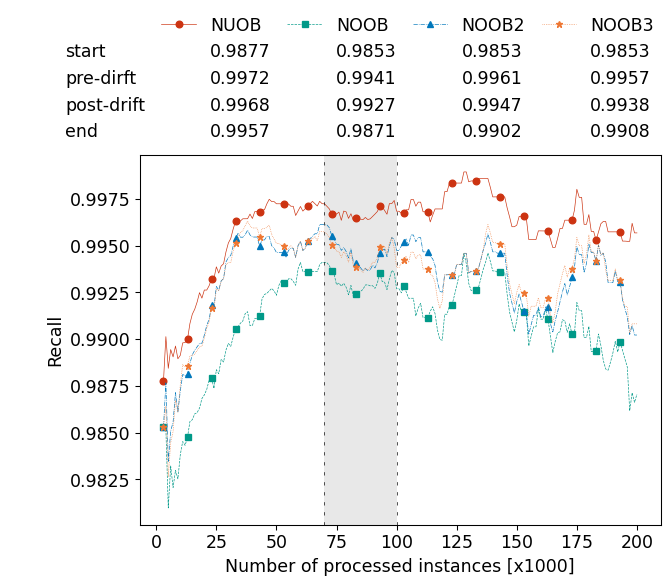 NUOB NOOB NOOB2 NOOB3
start 0.9877 0.9853 0.9853 0.9853
pre-dirft 0.9972 0.9941 0.9961 0.9957
post-drift 0.9968 0.9927 0.9947 0.9938
end 0.9957 0.9871 0.9902 0.9908
0.9975
0.9950
0.9925
0.9900
0.9875
0.9850
0.9825
Recall
0 25 50 75 100 125 150 175 200
Number of processed instances [x1000]